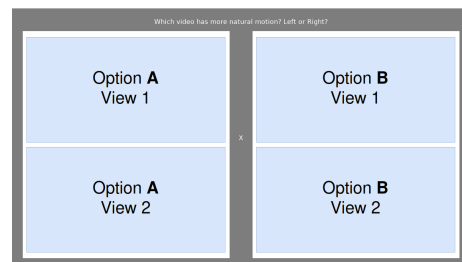 Which video has more natural motion? Left or Right?
Option A
View 1
Option B
View 1
X
Option A
View 2
Option B
View 2